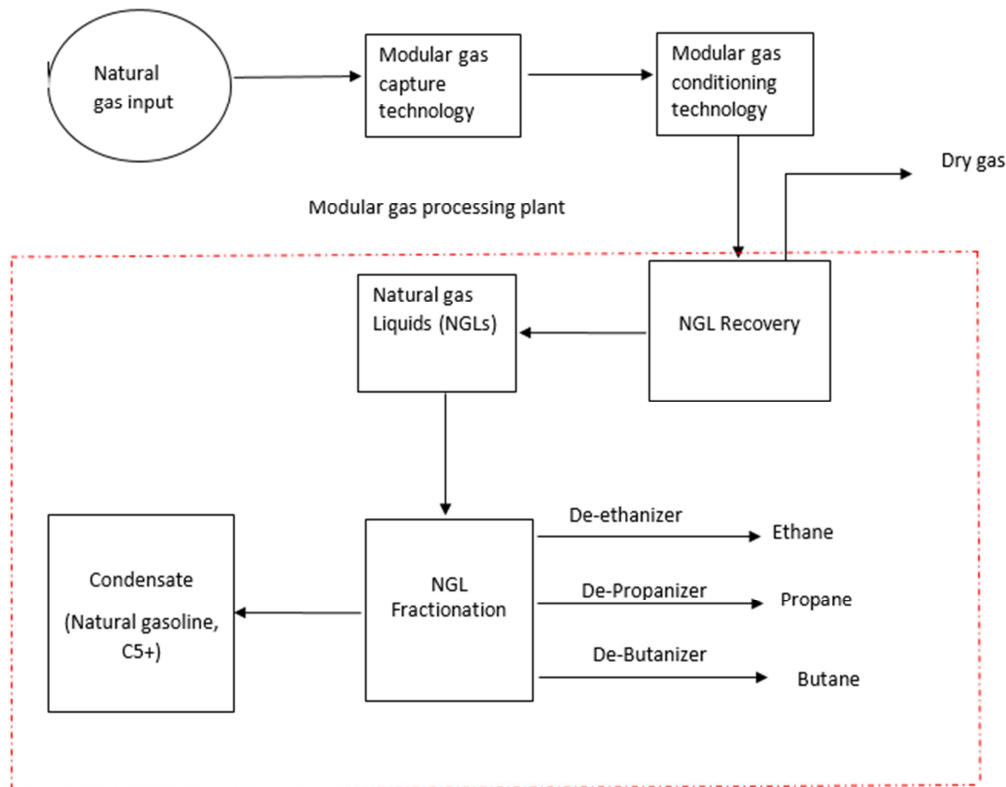 Natural
gas input
Modular gas
capture
technology
Modular gas
conditioning
technology
Dry gas
Modular gas processing plant
Natural gas
Liquids (NGLs)
NGL Recovery
De-ethanizer
Ethane
Condensate
(Natural gasoline,
C5+)
NGL
Fractionation
De-Propanizer
Propane
De-Butanizer
Butane